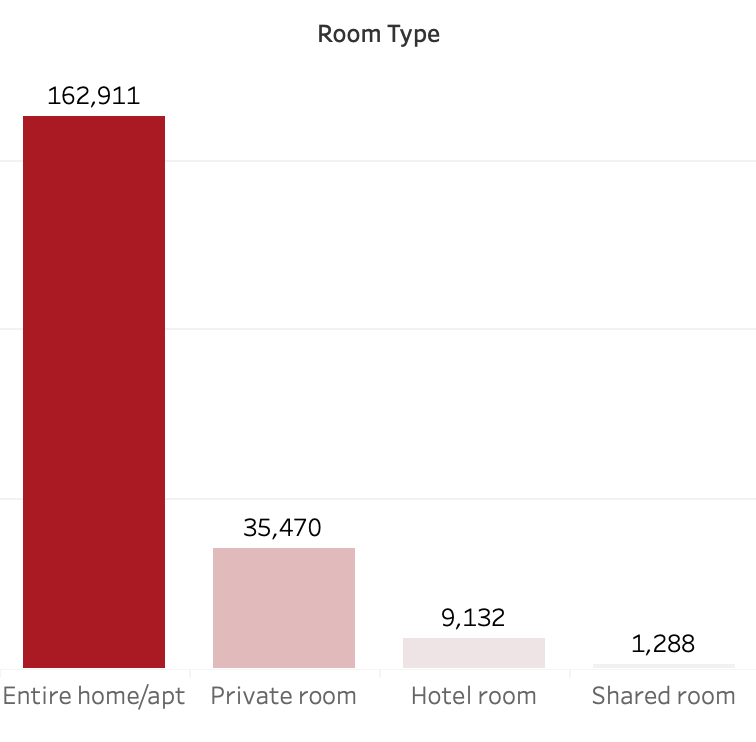 Room Type
162,911
35,470
9,132
1,288
Entire home/apt Private room Hotel room Shared room